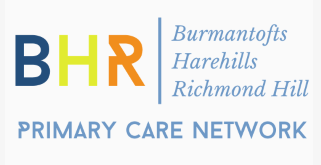 BHR
Burmantofts
Harehills
Richmond Hill
PRIMARY CARE NETWORK